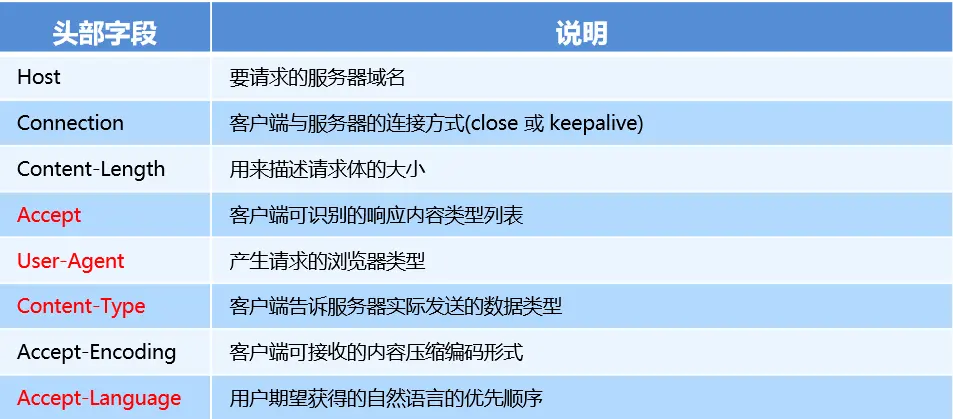 头部字段 说明
Host 要请求的服务器域名
Connection 客户端与服务器的连接方式(close 或 keepalive)
Content-Length 用来描述请求体的大小
Accept 客户端可识别的响应内容类型列表
User-Agent 产生请求的浏览器类型
Content-Type 客户端告诉服务器实际发送的数据类型
Accept-Encoding 客户端可接收的内容压缩编码形式
Accept-Language 用户期望获得的自然语言的优先顺序